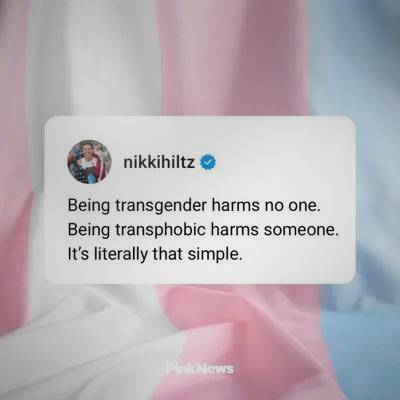 nikkihiltz
Being transgender harms no one.
Being transphobic harms someone.
It's literally that simple.
PinkNews